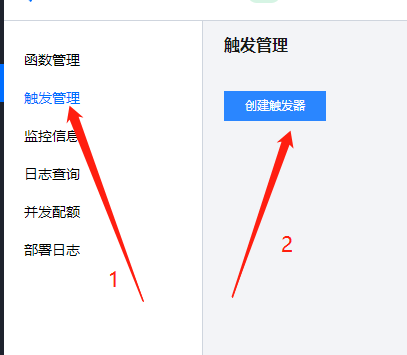 函数管理
触发管理
监控信息
日志查询
并发配额
部署日志
触发管理
创建触发器
1
2